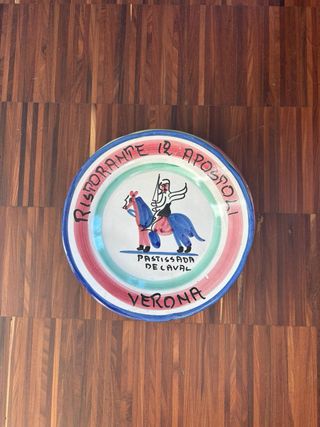 RISTORANTE 12 APOSTOLI
PASTISSADA
DE CAVAL
VERONA